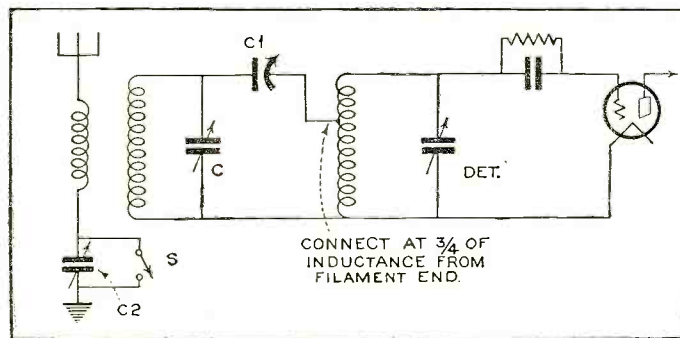 C1
C
DET.
S
C2
CONNECT AT 3/4 OF
INDUCTANCE FROM
FILAMENT END.